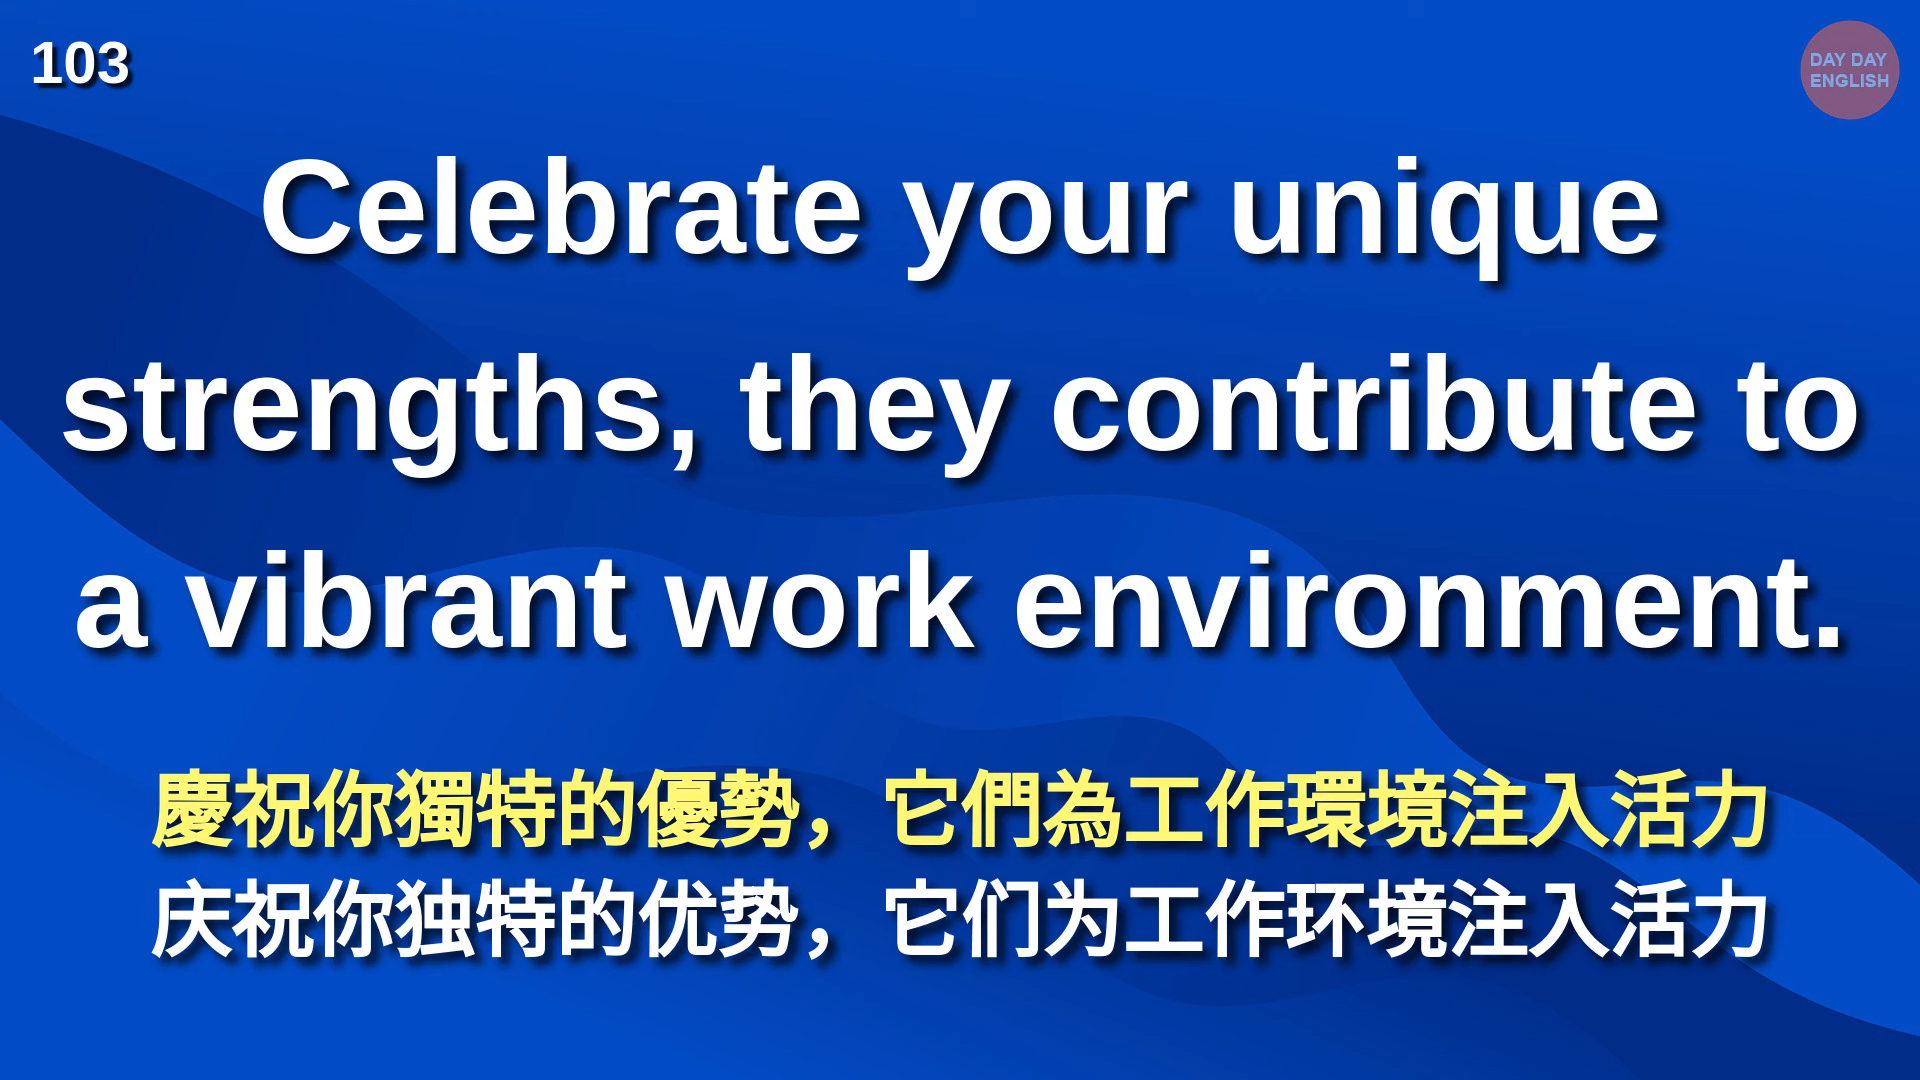 103
DAY DAY
ENGLISH
Celebrate your unique
strengths, they contribute to
a vibrant work environment.
慶祝你獨特的優勢，它們為工作環境注入活力
庆祝你独特的优势，它们为工作环境注入活力